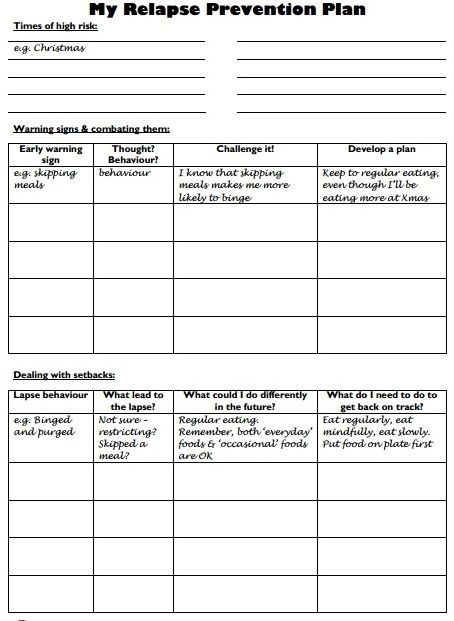 My Relapse Prevention Plan
Times of high risk:
e.g. Christmas
Warning signs & combating them:
Early warning sign
Thought? Behaviour?
Challenge it!
Develop a plan
e.g. skipping
meals
behaviour
I know that skipping
meals makes me more
likely to binge
Keep to regular eating,
even though I'll be
eating more at Xmas
Dealing with setbacks:
Lapse behaviour
What lead to
the lapse?
What could I do differently
in the future?
What do I need to do to
get back on track?
e.g. Binged
and purged
Not sure –
restricting?
Skipped a
meal?
Regular eating.
Remember, both 'everyday'
foods & 'occasional' foods
are OK
Eat regularly, eat
mindfully, eat slowly.
Put food on plate first